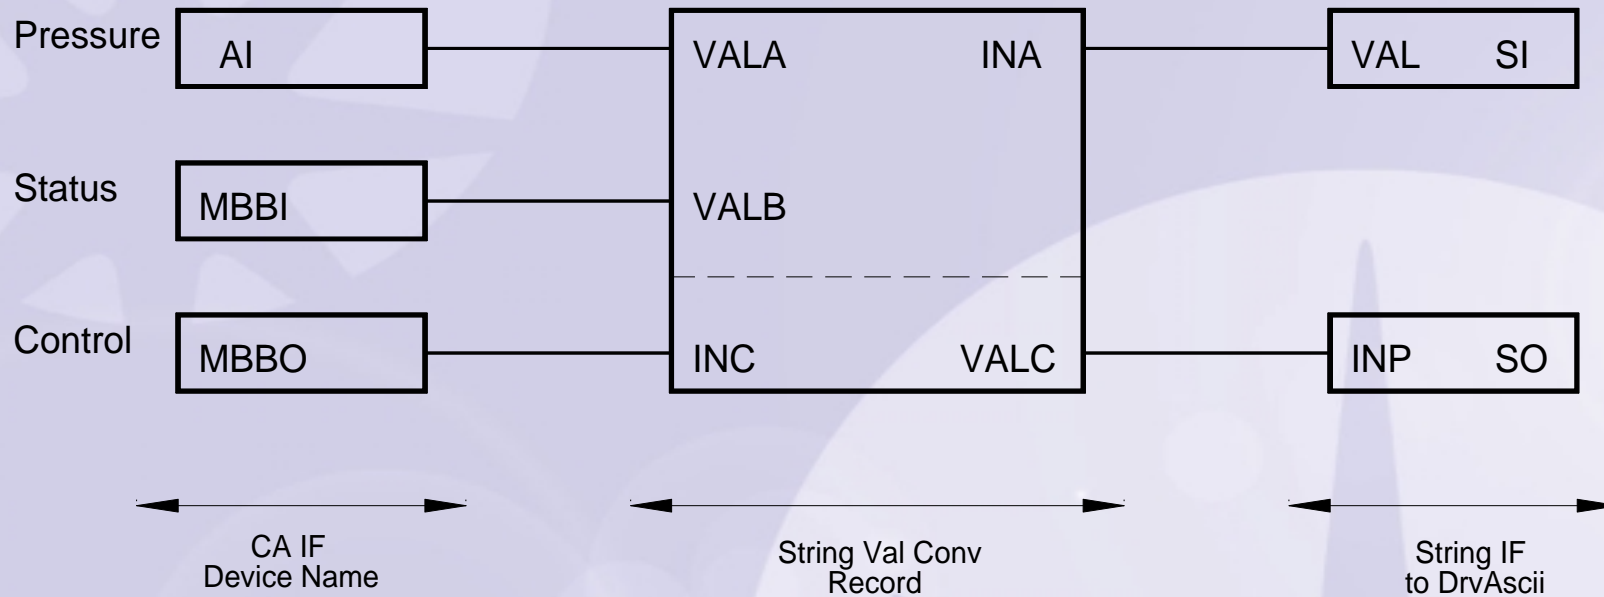 Pressure AI VALA INA VAL SI
Status MBBI VALB
Control MBBO INC VALC INP SO
CA IF
Device Name
String Val Conv
Record
String IF
to DrvAscii